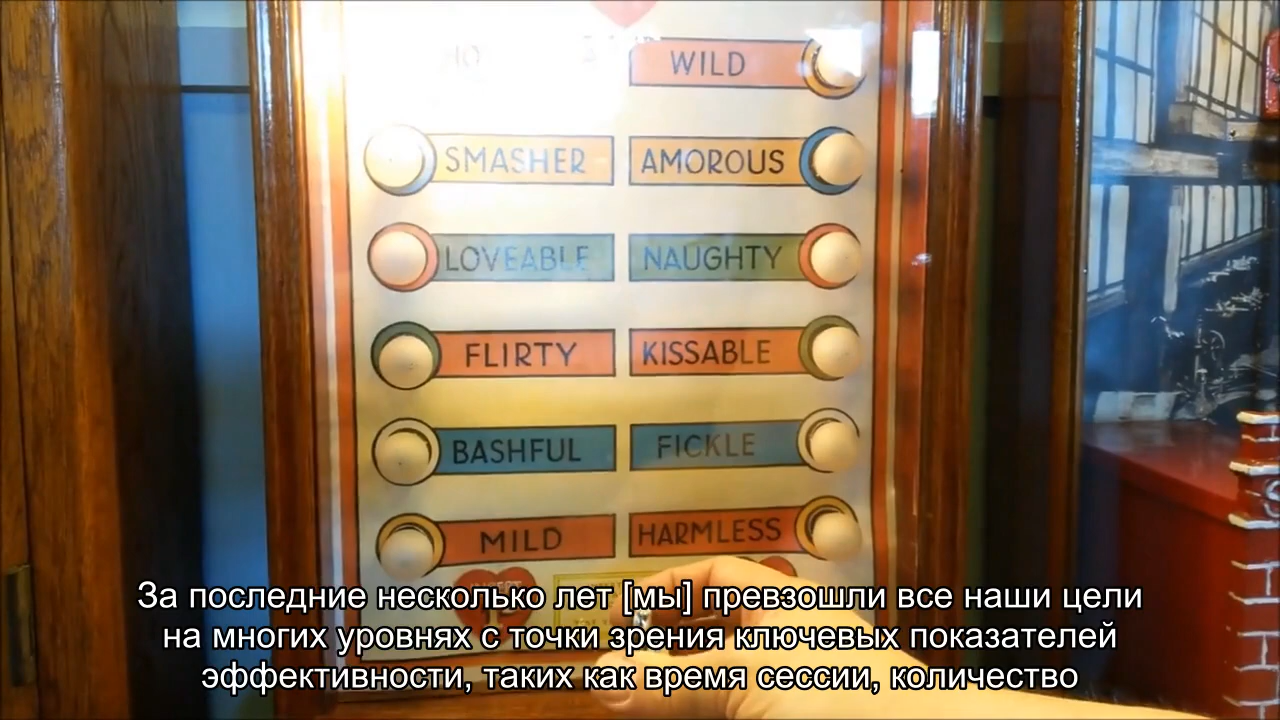 WILD
SMASHER AMOROUS
LOVEABLE NAUGHTY
FLIRTY KISSABLE
BASHFUL FICKLE
MILD HARMLESS
За последние несколько лет [мы] превзошли все наши цели
на многих уровнях с точки зрения ключевых показателей
эффективности, таких как время сессии, количество